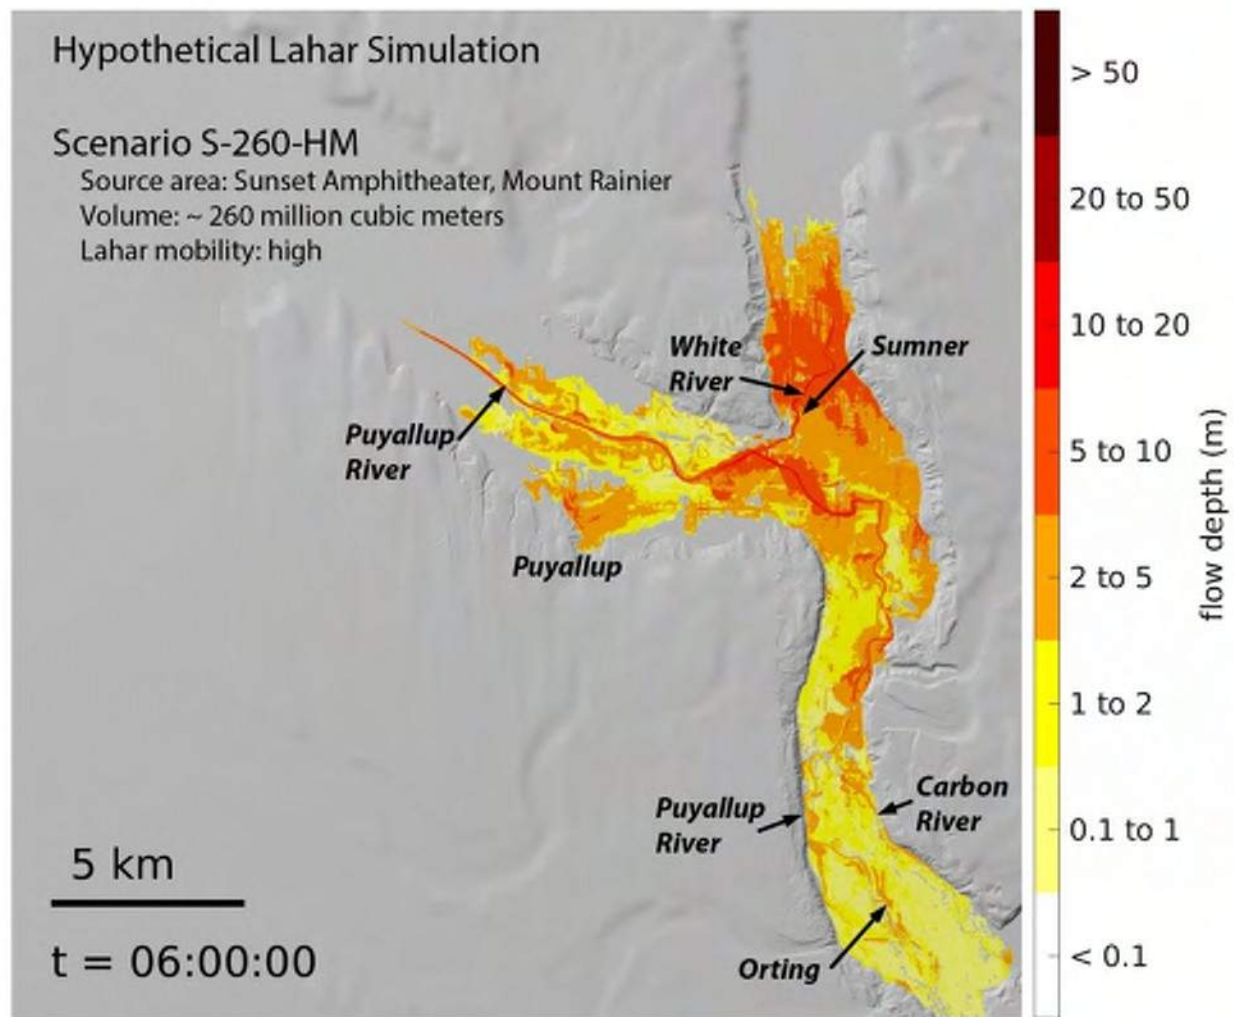 Hypothetical Lahar Simulation
Scenario S-260-HM
Source area: Sunset Amphitheater, Mount Rainier
Volume: ~ 260 million cubic meters
Lahar mobility: high
White
River
Sumner
Puyallup
River
Puyallup
Puyallup
River
Carbon
River
Orting
5 km
t = 06:00:00
> 50
20 to 50
10 to 20
5 to 10
2 to 5
1 to 2
0.1 to 1
< 0.1
flow depth (m)